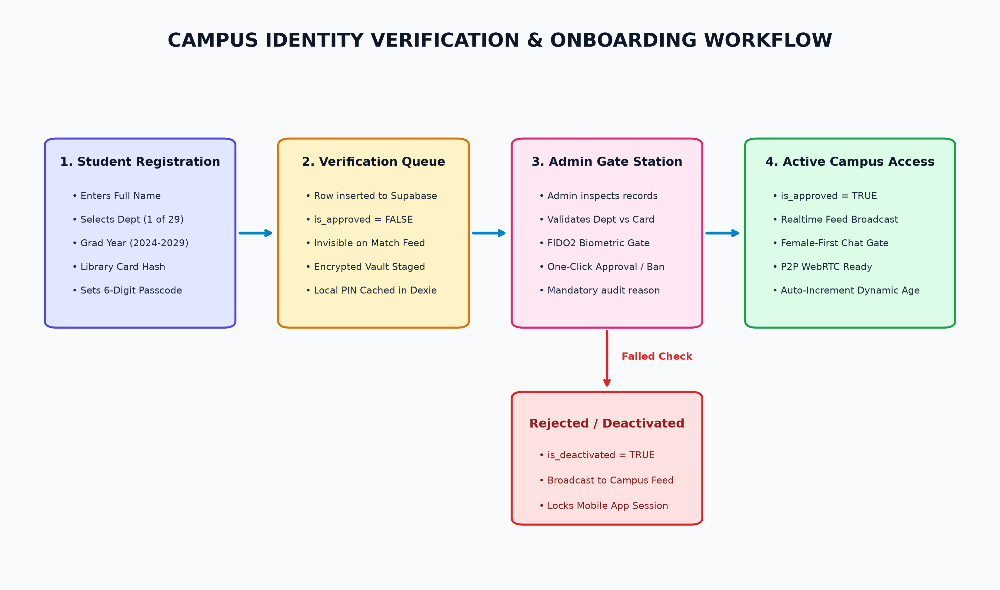 CAMPUS IDENTITY VERIFICATION & ONBOARDING WORKFLOW
1. Student Registration
• Enters Full Name
• Selects Dept (1 of 29)
• Grad Year (2024-2029)
• Library Card Hash
• Sets 6-Digit Passcode
2. Verification Queue
• Row inserted to Supabase
• is_approved = FALSE
• Invisible on Match Feed
• Encrypted Vault Staged
• Local PIN Cached in Dexie
3. Admin Gate Station
• Admin inspects records
• Validates Dept vs Card
• FIDO2 Biometric Gate
• One-Click Approval / Ban
• Mandatory audit reason
4. Active Campus Access
• is_approved = TRUE
• Realtime Feed Broadcast
• Female-First Chat Gate
• P2P WebRTC Ready
• Auto-Increment Dynamic Age
Failed Check
Rejected / Deactivated
• is_deactivated = TRUE
• Broadcast to Campus Feed
• Locks Mobile App Session